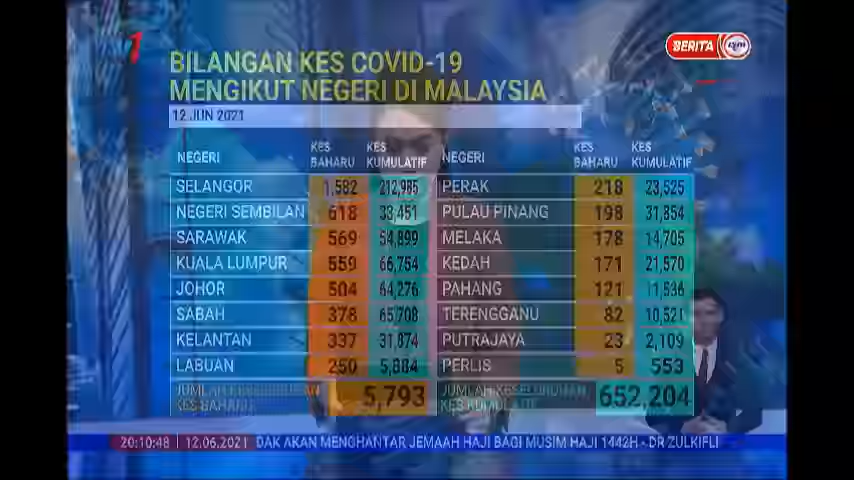 1
BERITA rtm
BILANGAN KES COVID-19
MENGIKUT NEGERI DI MALAYSIA
12 JUN 2021
NEGERI KES BAHARU KES KUMULATIF NEGERI KES BAHARU KES KUMULATIF
SELANGOR 1,582 212,985 PERAK 218 23,525
NEGERI SEMBILAN 618 33,451 PULAU PINANG 198 31,854
SARAWAK 569 54,899 MELAKA 178 14,705
KUALA LUMPUR 559 66,754 KEDAH 171 21,570
JOHOR 504 64,276 PAHANG 121 11,536
SABAH 378 65,708 TERENGGANU 82 10,521
KELANTAN 337 31,874 PUTRAJAYA 23 2,109
LABUAN 250 5,884 PERLIS 5 553
JUMLAH KESELURUHAN KES BAHARU 5,793 JUMLAH KESELURUHAN KES KUMULATIF 652,204
20:10:48 12.06.2021 DAK AKAN MENGHANTAR JEMAAH HAJI BAGI MUSIM HAJI 1442H - DR ZULKIFLI